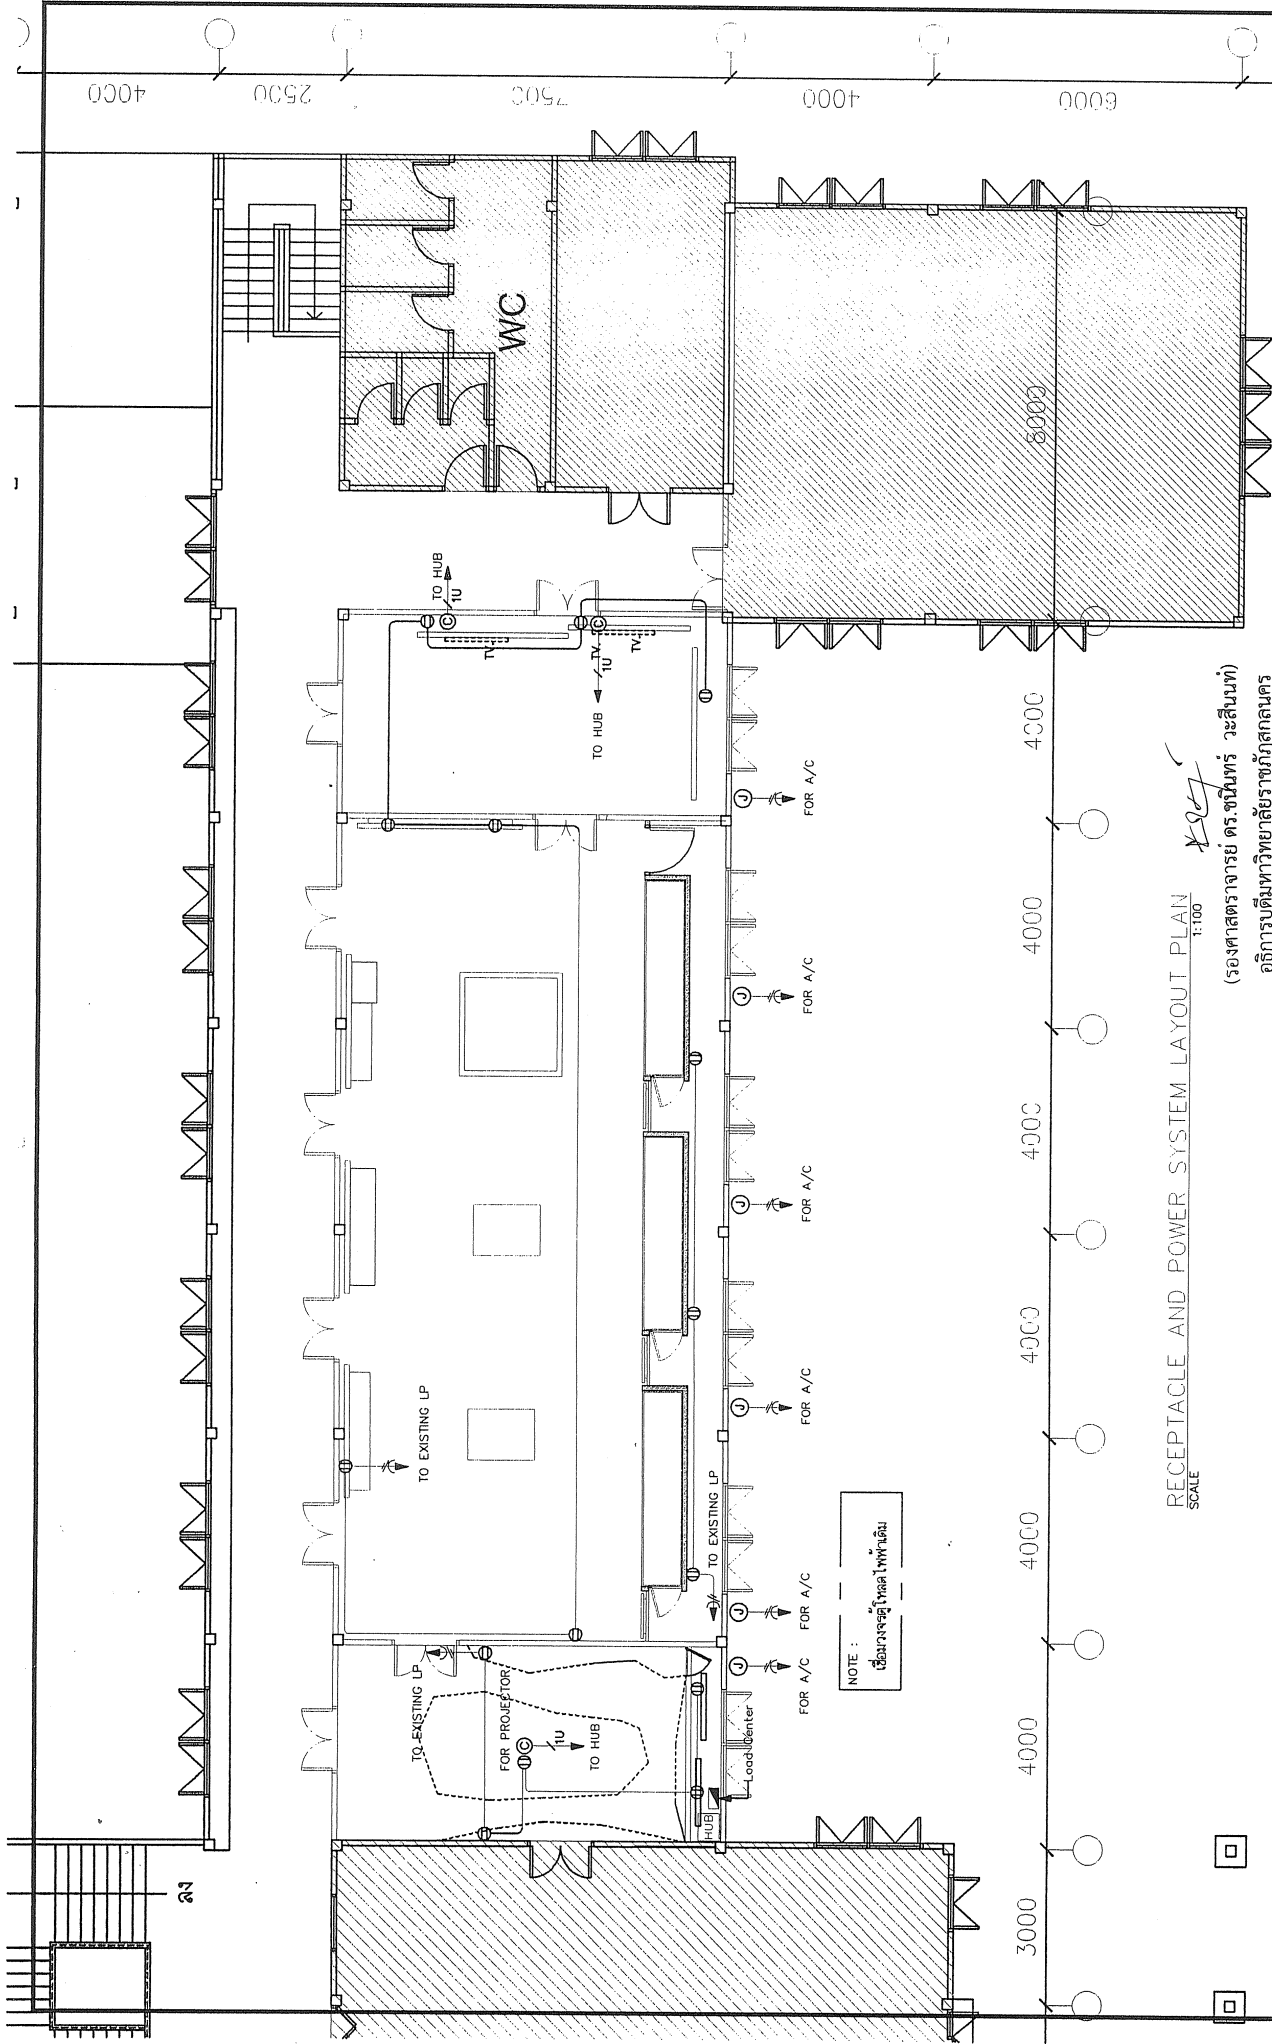 4000
2500
7500
4000
6000
WC
8000
TO HUB
1U
TV
TV
1U
TV
TO HUB
FOR A/C
FOR A/C
FOR A/C
FOR A/C
FOR A/C
FOR A/C
TO EXISTING LP
TO EXISTING LP
TO EXISTING LP
FOR PROJECTOR
1U
TO HUB
HUB
Load Center
C
C
C
J
J
J
J
J
J
NOTE :
เชื่อมวงจรตู้โหลดไฟฟ้าเดิม
ลง
4000
4000
4000
4000
4000
4000
3000
RECEPTACLE AND POWER SYSTEM LAYOUT PLAN
SCALE 1:100
(รองศาสตราจารย์ ดร.ชนินทร์ วะสีนนท์)
อธิการบดีมหาวิทยาลัยราชภัฏสกลนคร